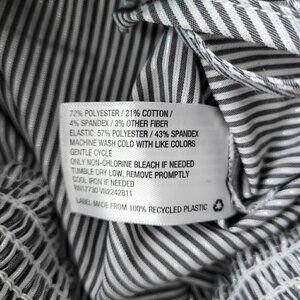 72% POLYESTER / 21% COTTON /
4% SPANDEX / 3% OTHER FIBER
ELASTIC: 57% POLYESTER / 43% SPANDEX
MACHINE WASH COLD WITH LIKE COLORS
GENTLE CYCLE
ONLY NON-CHLORINE BLEACH IF NEEDED
TUMBLE DRY LOW, REMOVE PROMPTLY
COOL IRON IF NEEDED
VN2242811
LABEL MADE FROM 100% RECYCLED PLASTIC